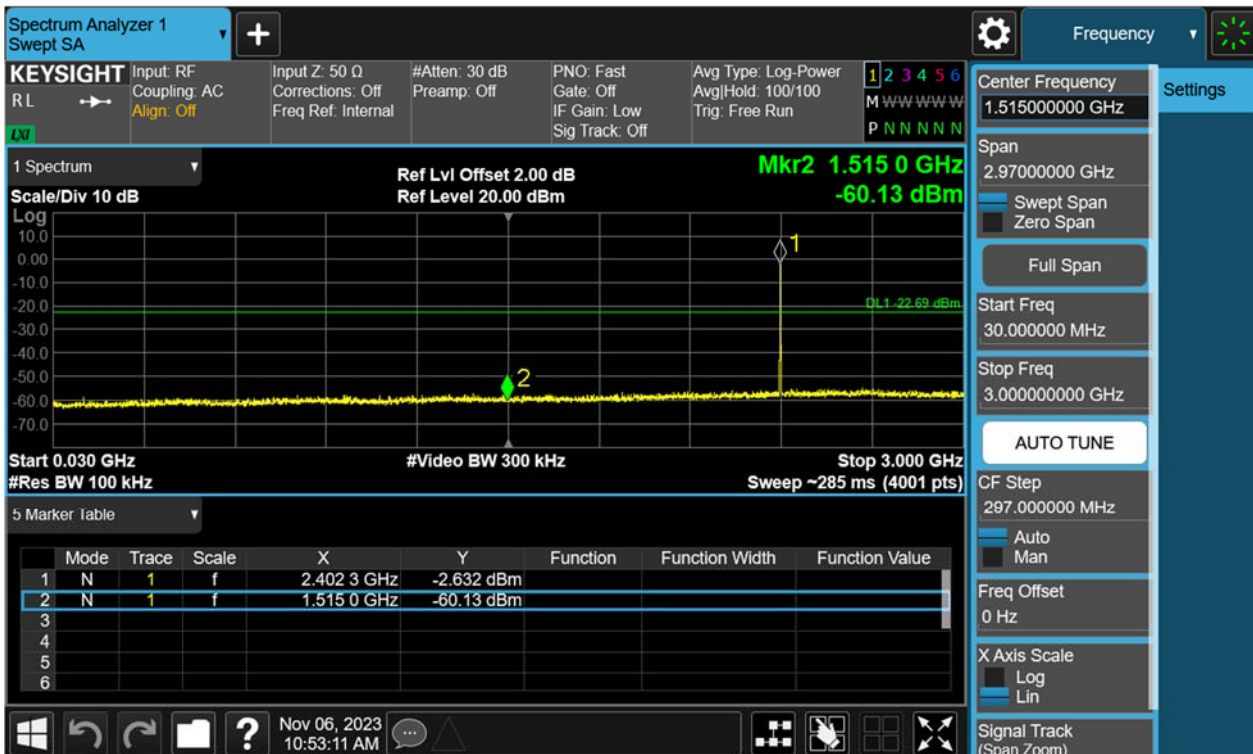 Spectrum Analyzer 1
Swept SA
Frequency
KEYSIGHT
R L
LXI
Input: RF
Coupling: AC
Align: Off
Input Z: 50 Ω
Corrections: Off
Freq Ref: Internal
#Atten: 30 dB
Preamp: Off
PNO: Fast
Gate: Off
IF Gain: Low
Sig Track: Off
Avg Type: Log-Power
Avg|Hold: 100/100
Trig: Free Run
1 2 3 4 5 6
M W W W W W
P N N N N N
1 Spectrum
Scale/Div 10 dB
Ref Lvl Offset 2.00 dB
Ref Level 20.00 dBm
Mkr2 1.515 0 GHz
-60.13 dBm
Log
10.0
0.00
-10.0
-20.0
-30.0
-40.0
-50.0
-60.0
-70.0
1
DL1 -22.69 dBm
2
Start 0.030 GHz
#Res BW 100 kHz
#Video BW 300 kHz
Stop 3.000 GHz
Sweep ~285 ms (4001 pts)
5 Marker Table
Mode Trace Scale X Y Function Function Width Function Value
1 N 1 f 2.402 3 GHz -2.632 dBm
2 N 1 f 1.515 0 GHz -60.13 dBm
3
4
5
6
Nov 06, 2023
10:53:11 AM
Center Frequency
1.515000000 GHz
Span
2.97000000 GHz
Swept Span
Zero Span
Full Span
Start Freq
30.000000 MHz
Stop Freq
3.000000000 GHz
AUTO TUNE
CF Step
297.000000 MHz
Auto
Man
Freq Offset
0 Hz
X Axis Scale
Log
Lin
Signal Track
(Span Zoom)
Settings